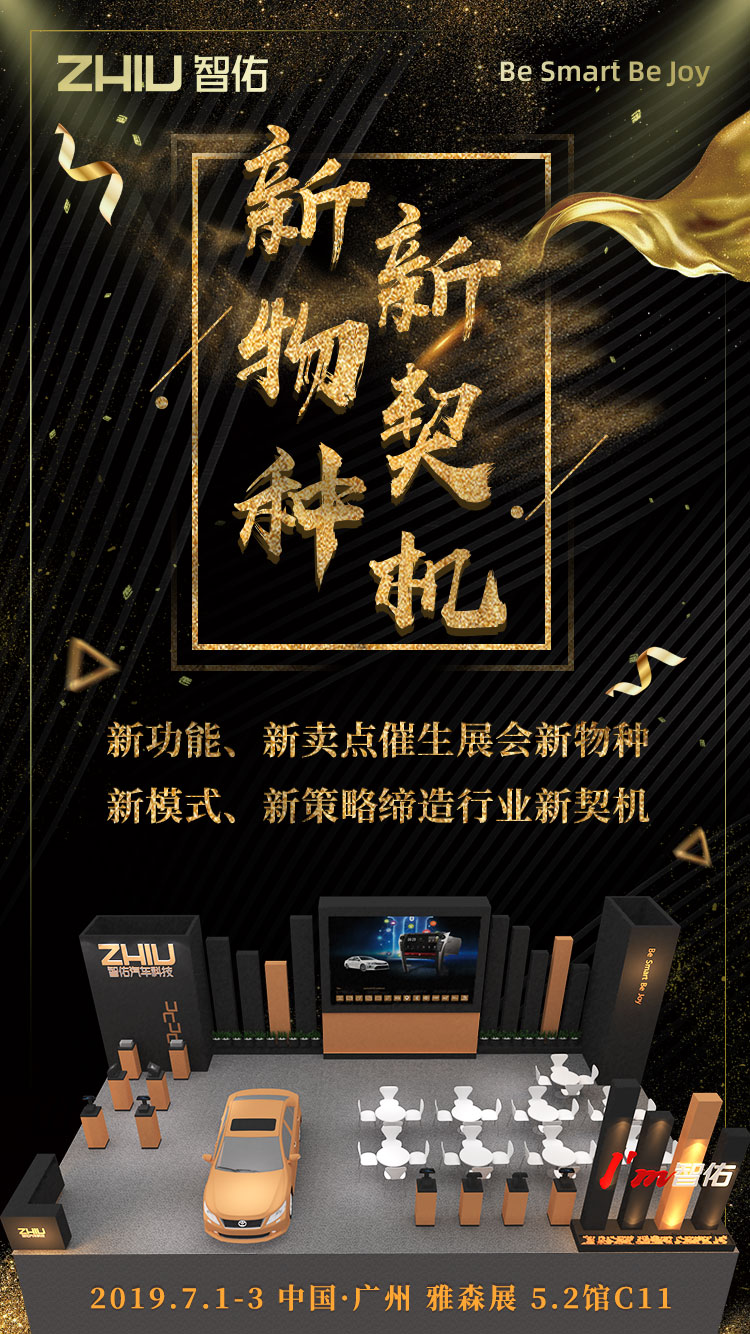 ZHIU 智佑
Be Smart Be Joy
新物种
新契机
新功能、新卖点催生展会新物种
新模式、新策略缔造行业新契机
ZHIU
智佑汽车科技
Be Smart Be Joy
I'm智佑
ZHIU
2019.7.1-3 中国·广州 雅森展 5.2馆C11